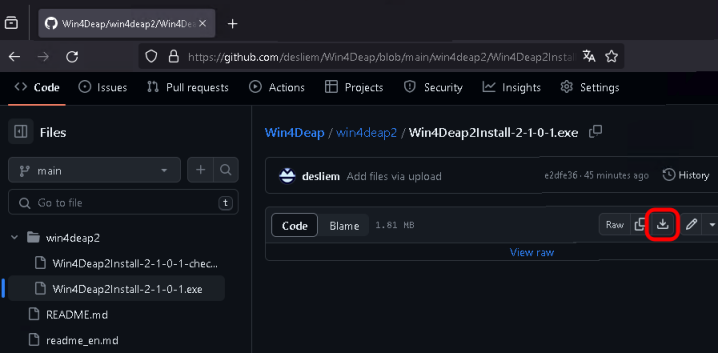 Win4Deap/win4deap2/Win4Dea
https://github.com/desliem/Win4Deap/blob/main/win4deap2/Win4Deap2Insta
Code Issues Pull requests Actions Projects Security Insights Settings
Files
main
Go to file t
win4deap2
Win4Deap2Install-2-1-0-1-chec...
Win4Deap2Install-2-1-0-1.exe
README.md
readme_en.md
Win4Deap / win4deap2 / Win4Deap2Install-2-1-0-1.exe
desliem Add files via upload e2dfe36 · 45 minutes ago History
Code Blame 1.81 MB Raw
View raw